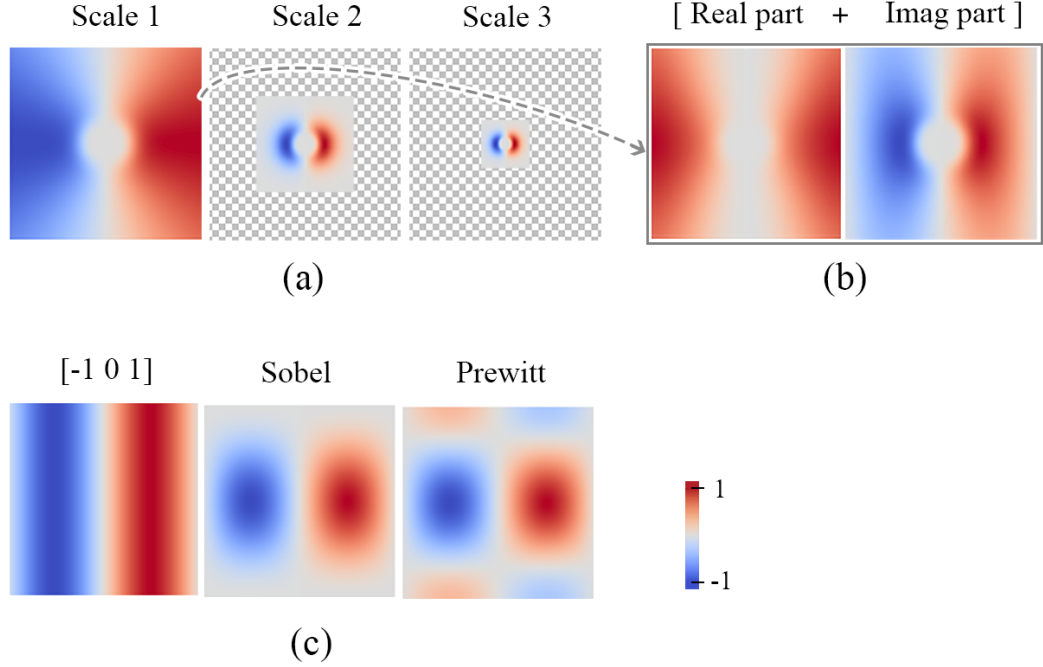 Scale 1
Scale 2
Scale 3
[ Real part + Imag part ]
(a)
(b)
[-1 0 1]
Sobel
Prewitt
1
-1
(c)